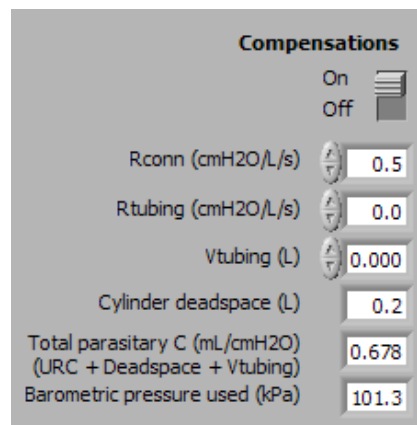 Compensations
On
Off
Rconn (cmH2O/L/s) 0.5
Rtubing (cmH2O/L/s) 0.0
Vtubing (L) 0.000
Cylinder deadspace (L) 0.2
Total parasitary C (mL/cmH2O) 0.678
(URC + Deadspace + Vtubing)
Barometric pressure used (kPa) 101.3